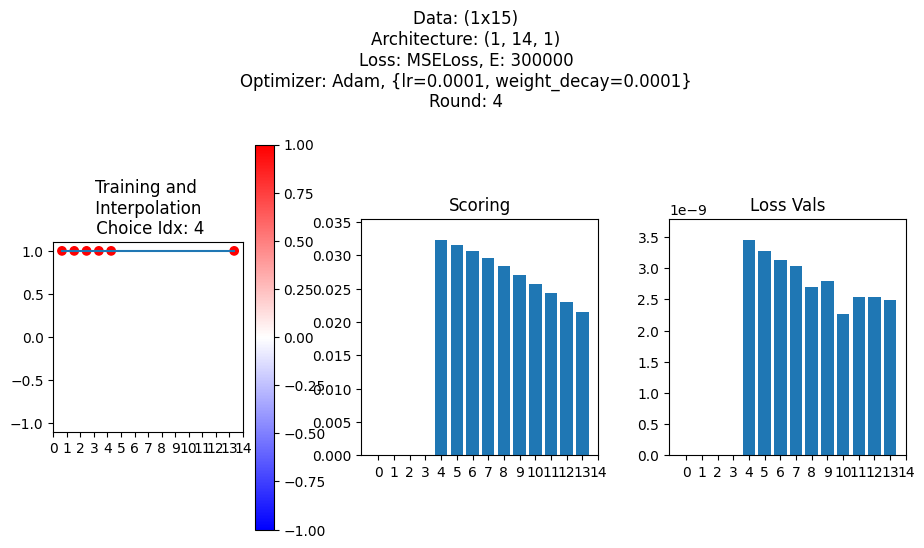 Data: (1x15)
Architecture: (1, 14, 1)
Loss: MSELoss, E: 300000
Optimizer: Adam, {lr=0.0001, weight_decay=0.0001}
Round: 4
Training and
Interpolation
Choice Idx: 4
1.0
0.5
0.0
−0.5
−1.0
0 1 2 3 4 5 6 7 8 9 10 11 12 13 14
1.00
0.75
0.50
0.25
0.00
−0.25
−0.50
−0.75
−1.00
Scoring
0.035
0.030
0.025
0.020
0.015
0.010
0.005
0.000
0 1 2 3 4 5 6 7 8 9 10 11 12 13 14
Loss Vals
1e−9
3.5
3.0
2.5
2.0
1.5
1.0
0.5
0.0
0 1 2 3 4 5 6 7 8 9 10 11 12 13 14